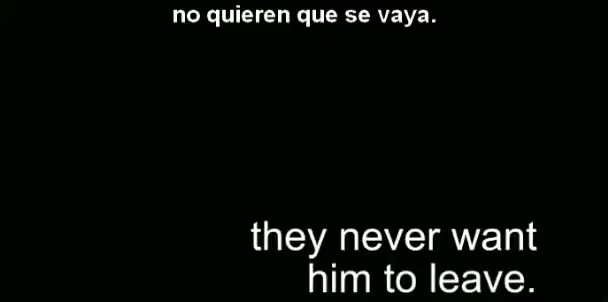 no quieren que se vaya.
they never want
him to leave.